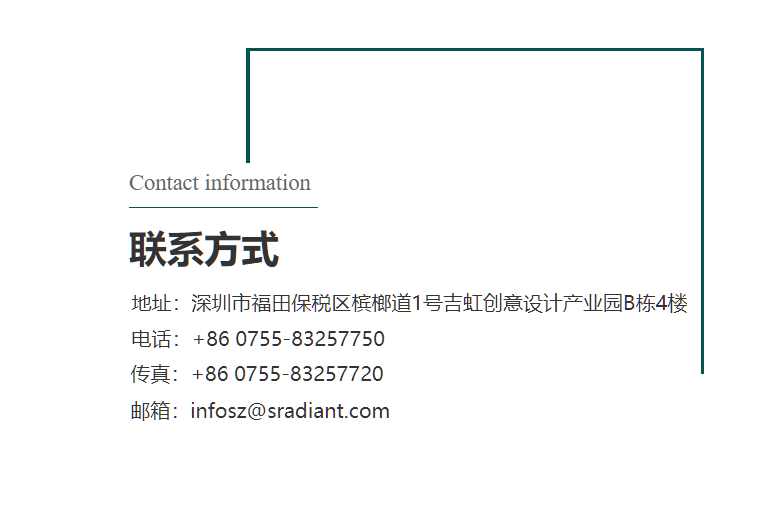 Contact information
联系方式
地址：深圳市福田保税区槟榔道1号吉虹创意设计产业园B栋4楼
电话：+86 0755-83257750
传真：+86 0755-83257720
邮箱：infosz@sradiant.com